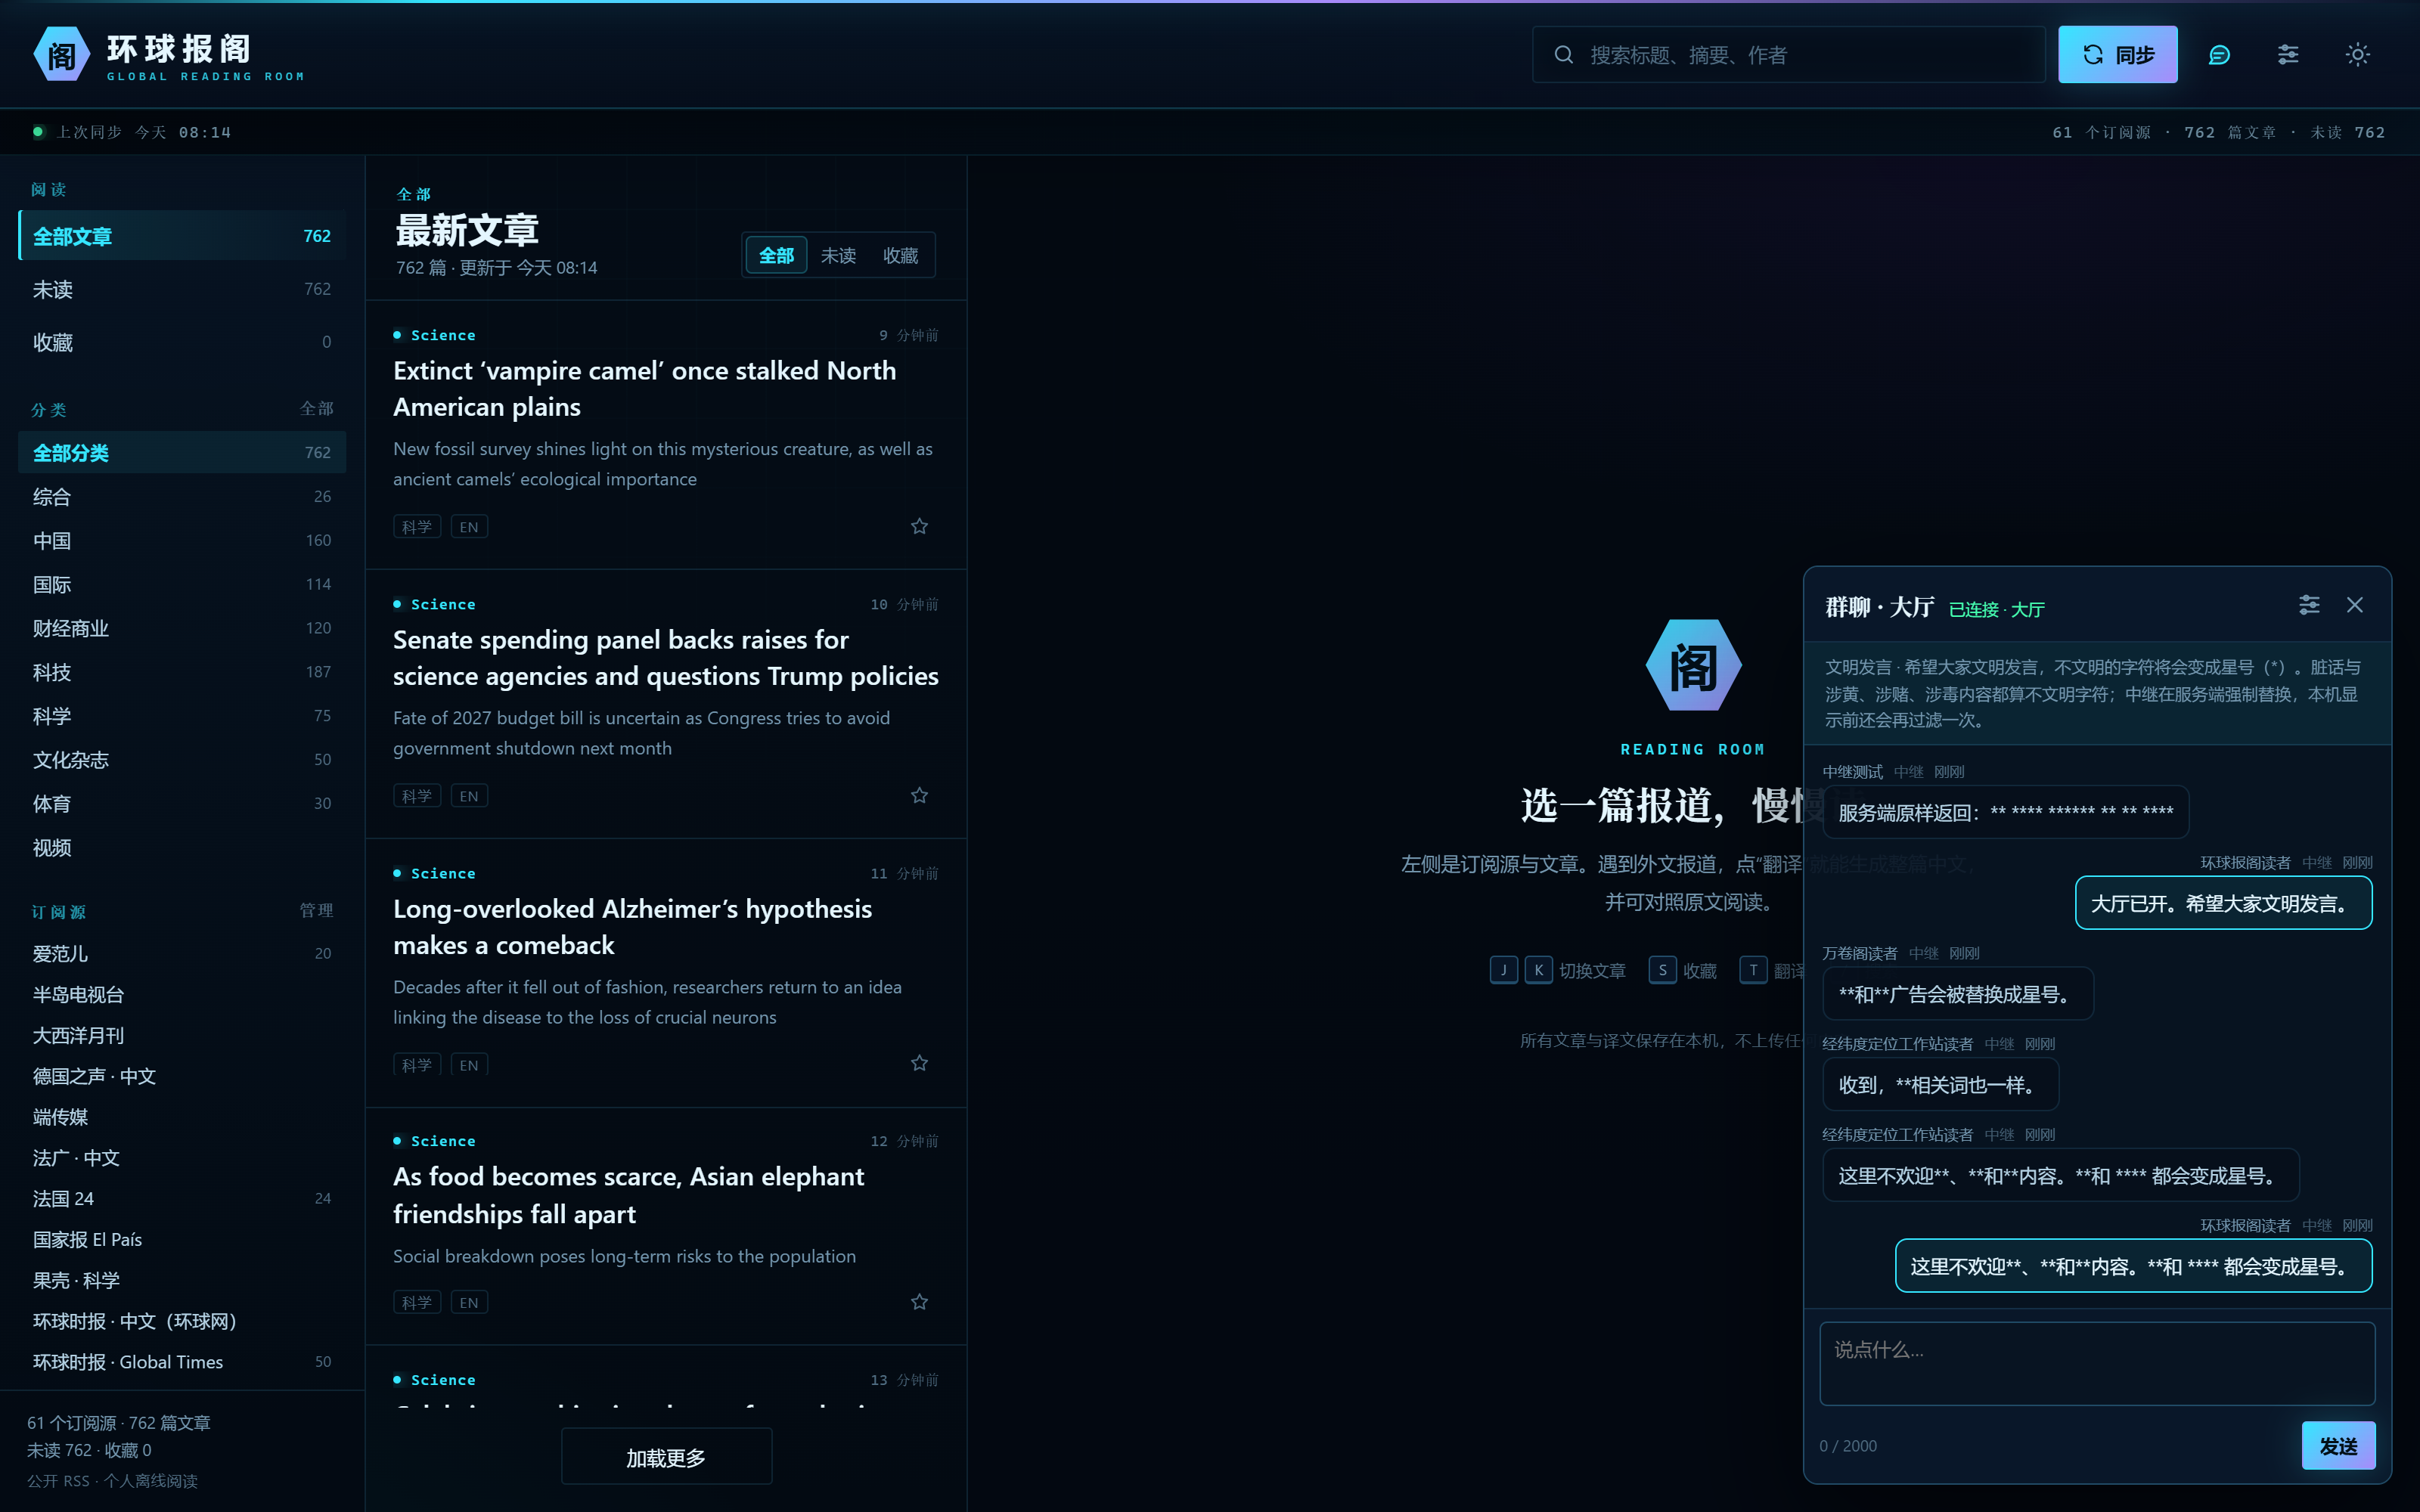 阁
环球报阁
GLOBAL READING ROOM
搜索标题、摘要、作者
同步
上次同步 今天 08:14
61 个订阅源 · 762 篇文章 · 未读 762
阅读
全部文章 762
未读 762
收藏 0
分类 全部
全部分类 762
综合 26
中国 160
国际 114
财经商业 120
科技 187
科学 75
文化杂志 50
体育 30
视频
订阅源 管理
爱范儿 20
半岛电视台
大西洋月刊
德国之声 · 中文
端传媒
法广 · 中文
法国 24 24
国家报 El País
果壳 · 科学
环球时报 · 中文（环球网）
环球时报 · Global Times 50
61 个订阅源 · 762 篇文章
未读 762 · 收藏 0
公开 RSS · 个人离线阅读
全部
最新文章
762 篇 · 更新于 今天 08:14
全部 未读 收藏
Science 9 分钟前
Extinct ‘vampire camel’ once stalked North
American plains
New fossil survey shines light on this mysterious creature, as well as
ancient camels’ ecological importance
科学 EN
Science 10 分钟前
Senate spending panel backs raises for
science agencies and questions Trump policies
Fate of 2027 budget bill is uncertain as Congress tries to avoid
government shutdown next month
科学 EN
Science 11 分钟前
Long-overlooked Alzheimer’s hypothesis
makes a comeback
Decades after it fell out of fashion, researchers return to an idea
linking the disease to the loss of crucial neurons
科学 EN
Science 12 分钟前
As food becomes scarce, Asian elephant
friendships fall apart
Social breakdown poses long-term risks to the population
科学 EN
Science 13 分钟前
加载更多
阁
READING ROOM
选一篇报道，慢慢
左侧是订阅源与文章。遇到外文报道，点“翻译”就能生成整篇中文，
并可对照原文阅读。
J K 切换文章 S 收藏 T 翻译
所有文章与译文保存在本机，不上传任何
群聊 · 大厅 已连接 · 大厅
文明发言 · 希望大家文明发言，不文明的字符将会变成星号（*）。脏话与
涉黄、涉赌、涉毒内容都算不文明字符；中继在服务端强制替换，本机显
示前还会再过滤一次。
中继测试 中继 刚刚
服务端原样返回：** **** ****** ** ** ****
环球报阁读者 中继 刚刚
大厅已开。希望大家文明发言。
万卷阁读者 中继 刚刚
**和**广告会被替换成星号。
经纬度定位工作站读者 中继 刚刚
收到，**相关词也一样。
经纬度定位工作站读者 中继 刚刚
这里不欢迎**、**和**内容。**和 **** 都会变成星号。
环球报阁读者 中继 刚刚
这里不欢迎**、**和**内容。**和 **** 都会变成星号。
说点什么...
0 / 2000
发送